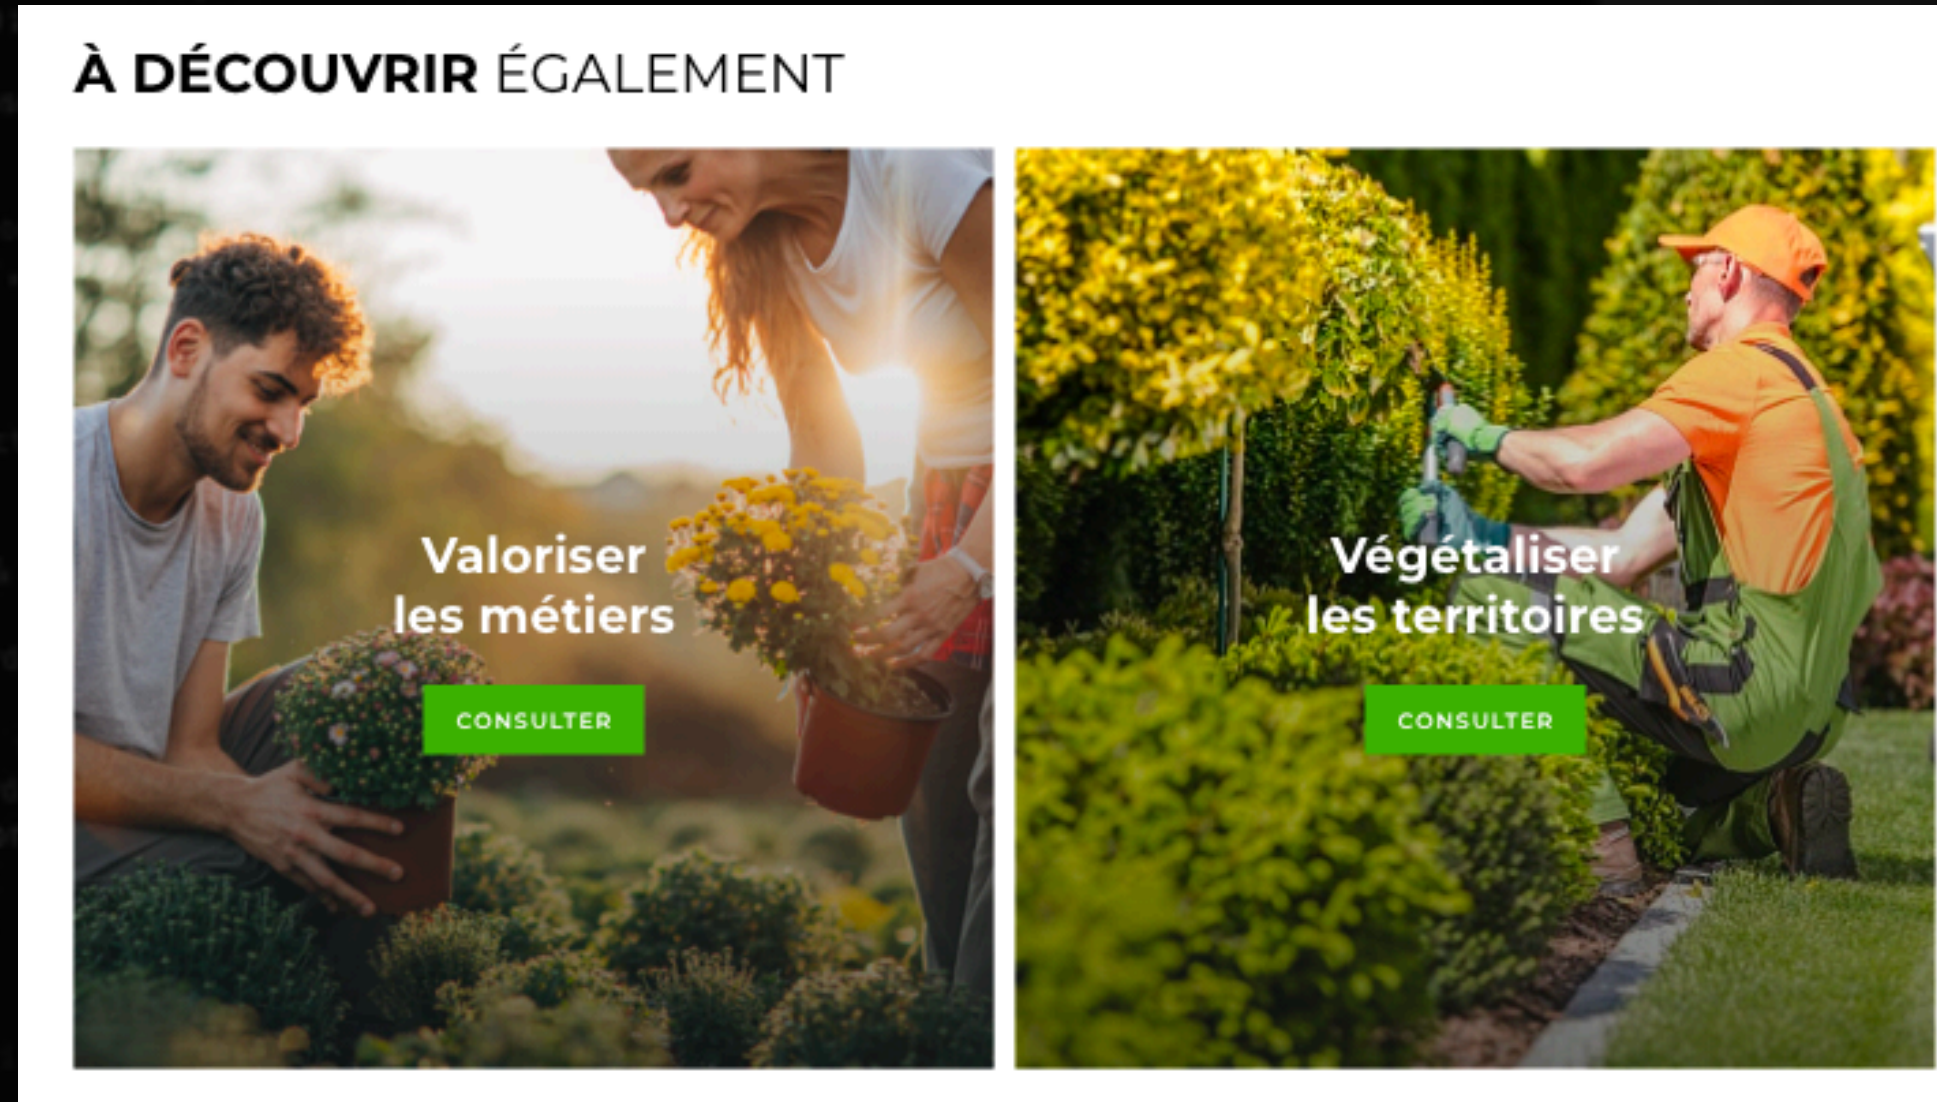 À DÉCOUVRIR ÉGALEMENT
Valoriser
les métiers
CONSULTER
Végétaliser
les territoires
CONSULTER